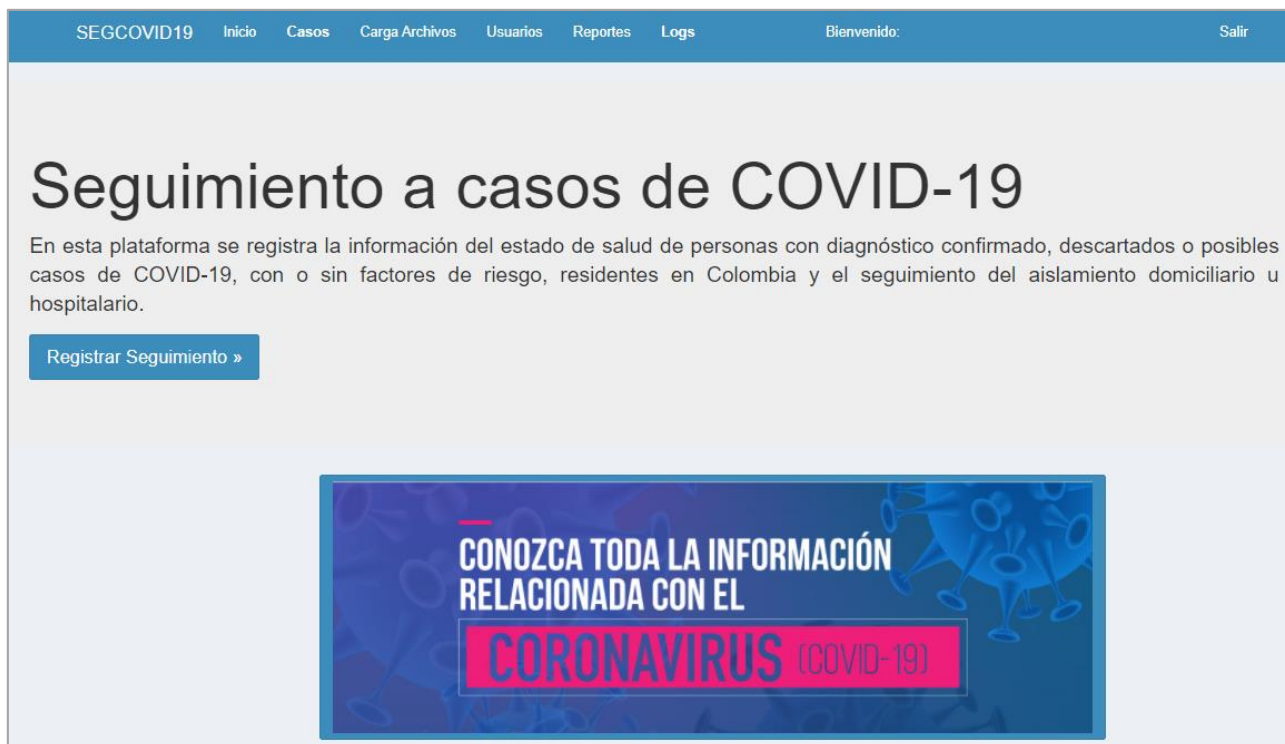 SEGCOVID19 Inicio Casos Carga Archivos Usuarios Reportes Logs Bienvenido: Salir
Seguimiento a casos de COVID-19
En esta plataforma se registra la información del estado de salud de personas con diagnóstico confirmado, descartados o posibles
casos de COVID-19, con o sin factores de riesgo, residentes en Colombia y el seguimiento del aislamiento domiciliario u
hospitalario.
Registrar Seguimiento »
CONOZCA TODA LA INFORMACIÓN
RELACIONADA CON EL
CORONAVIRUS (COVID-19)